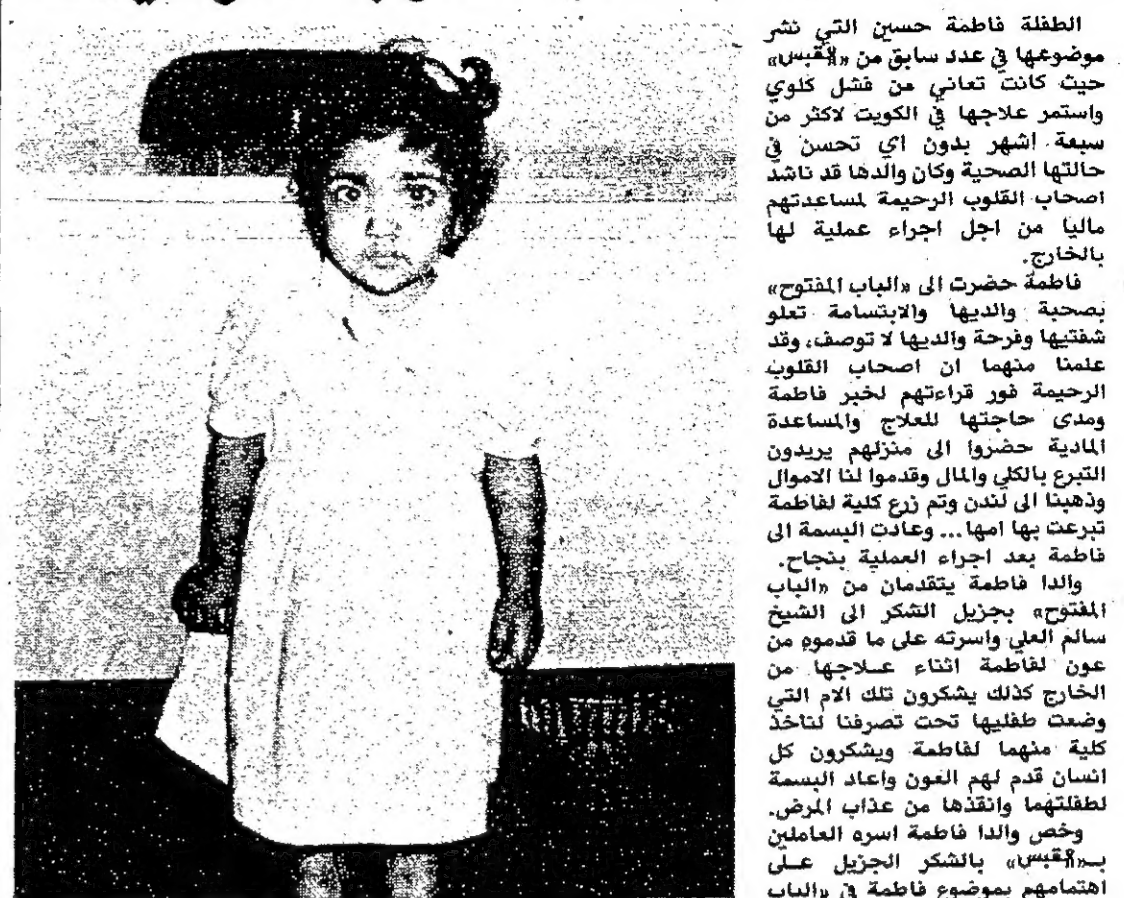 الطفلة فاطمة حسين التي نشر
موضوعها في عدد سابق من «القبس»
حيث كانت تعاني من فشل كلوي
واستمر علاجها في الكويت لاكثر من
سبعة اشهر بدون اي تحسن في
حالتها الصحية وكان والدها قد ناشد
اصحاب القلوب الرحيمة لمساعدتهم
ماليا من اجل اجراء عملية لها
بالخارج.
فاطمة حضرت الى «الباب المفتوح»
بصحبة والديها والابتسامة تعلو
شفتيها وفرحة والديها لا توصف، وقد
علمنا منهما ان اصحاب القلوب
الرحيمة فور قراءتهم لخبر فاطمة
ومدى حاجتها للعلاج والمساعدة
المادية حضروا الى منزلهم يريدون
التبرع بالكلي والمال وقدموا لنا الاموال
وذهبنا الى لندن وتم زرع كلية لفاطمة
تبرعت بها امها... وعادت البسمة الى
فاطمة بعد اجراء العملية بنجاح.
والدا فاطمة يتقدمان من «الباب
المفتوح» بجزيل الشكر الى الشيخ
سالم العلي واسرته على ما قدموه من
عون لفاطمة اثناء عـلاجها من
الخارج كذلك يشكرون تلك الام التي
وضعت طفليها تحت تصرفنا لنأخذ
كلية منهما لفاطمة ويشكرون كل
انسان قدم لهم العون واعاد البسمة
لطفلتهما وانقذها من عذاب المرض.
وخص والدا فاطمة اسره العاملين
بـ«القبس» بالشكر الجزيل عـلى
اهتمامهم بموضوع فاطمة في «الباب